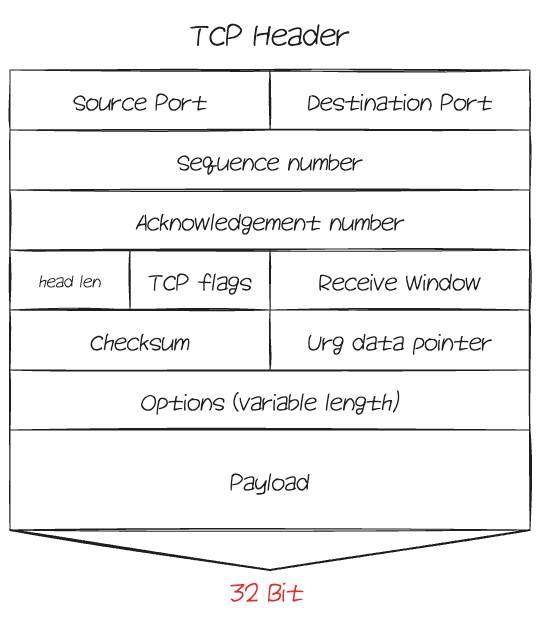 TCP Header
Source Port
Destination Port
Sequence number
Acknowledgement number
head len
TCP flags
Receive Window
Checksum
Urg data pointer
Options (variable length)
Payload
32 Bit